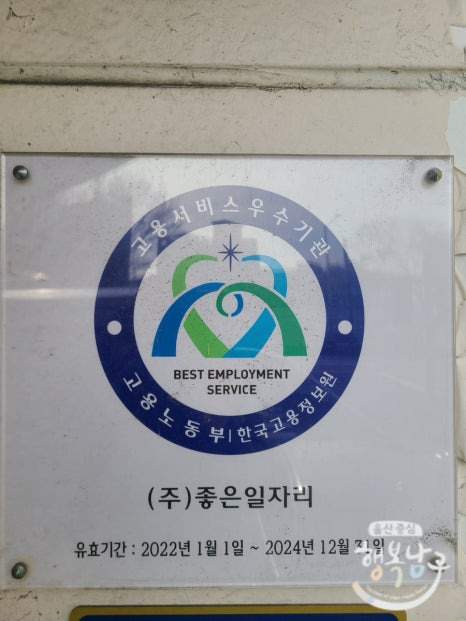 고용서비스우수기관
BEST EMPLOYMENT
SERVICE
고용노동부|한국고용정보원
(주)좋은일자리
유효기간 : 2022년 1월 1일 ~ 2024년 12월 31일
울산 중심
행복남구